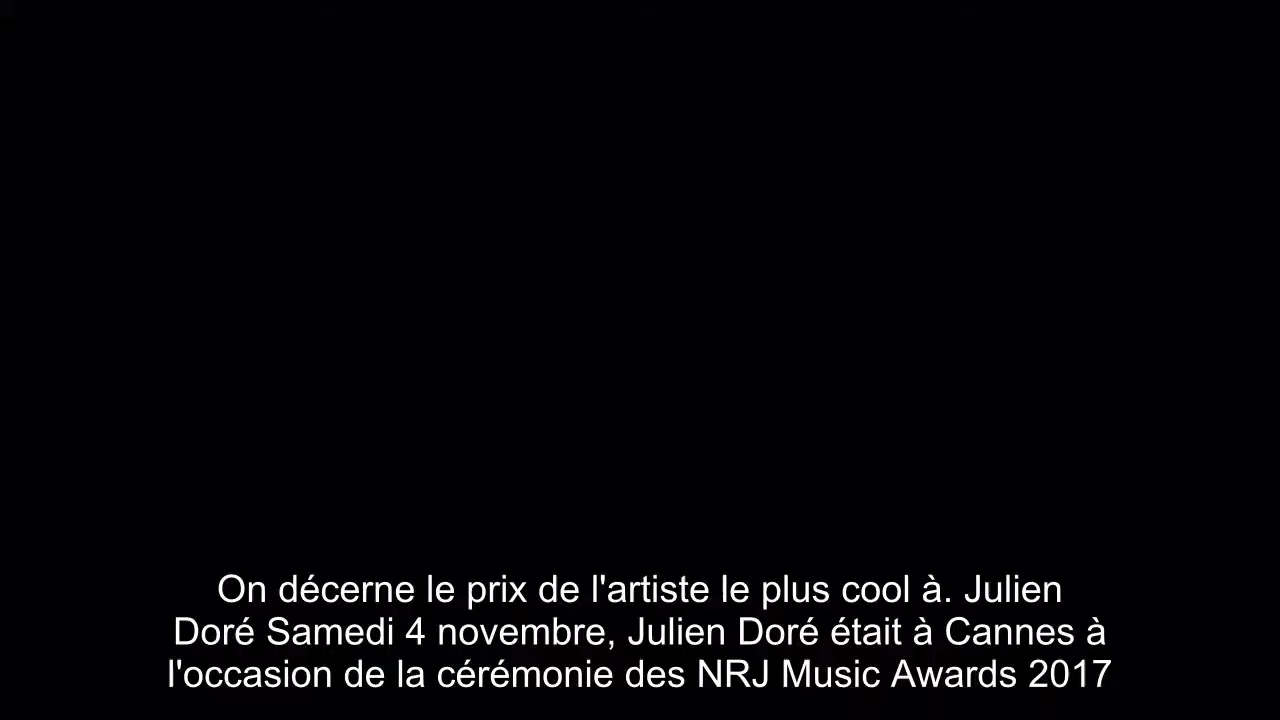 On décerne le prix de l'artiste le plus cool à. Julien
Doré Samedi 4 novembre, Julien Doré était à Cannes à
l'occasion de la cérémonie des NRJ Music Awards 2017